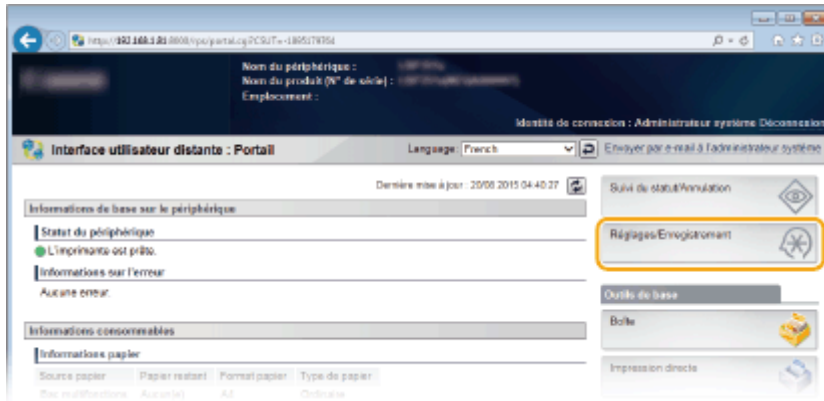 Nom du périphérique :
Nom du produit (N° de série) :
Emplacement :
Identité de connexion : Administrateur système Déconnexion
Interface utilisateur distante : Portail
Language: French
Envoyer par e-mail à l'administrateur système
Dernière mise à jour : 20/08 2015 04:40:27
Suivi du statut/Annulation
Informations de base sur le périphérique
Statut du périphérique
L'imprimante est prête.
Réglages/Enregistrement
Informations sur l'erreur
Aucune erreur.
Outils de base
Boîte
Informations consommables
Informations papier
Impression directe
Source papier Papier restant Format papier Type de papier
Bac multifonctions Aucun(e) Ordinaire